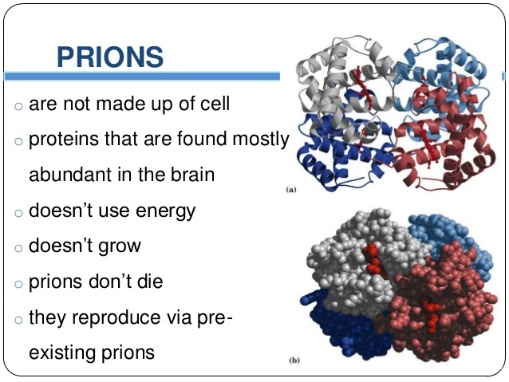 PRIONS
are not made up of cell
proteins that are found mostly
abundant in the brain
doesn't use energy
doesn't grow
prions don't die
they reproduce via pre-
existing prions
(a)
(b)